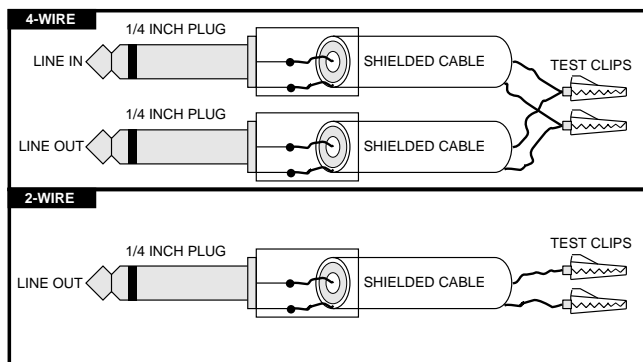 4-WIRE
1/4 INCH PLUG
LINE IN
SHIELDED CABLE
TEST CLIPS
1/4 INCH PLUG
LINE OUT
SHIELDED CABLE
2-WIRE
1/4 INCH PLUG
TEST CLIPS
LINE OUT
SHIELDED CABLE